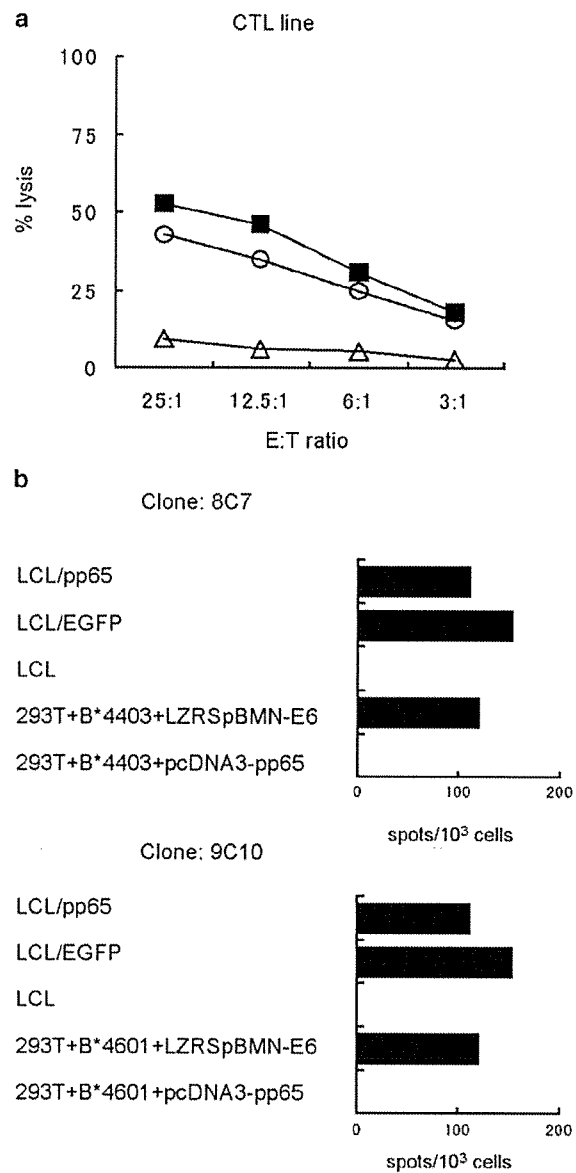 a
CTL line
100
75
50
25
0
% lysis
25:1 12.5:1 6:1 3:1
E:T ratio
b
Clone: 8C7
LCL/pp65
LCL/EGFP
LCL
293T+B*4403+LZRSpBMN-E6
293T+B*4403+pcDNA3-pp65
0 100 200
spots/10³ cells
Clone: 9C10
LCL/pp65
LCL/EGFP
LCL
293T+B*4601+LZRSpBMN-E6
293T+B*4601+pcDNA3-pp65
0 100 200
spots/10³ cells